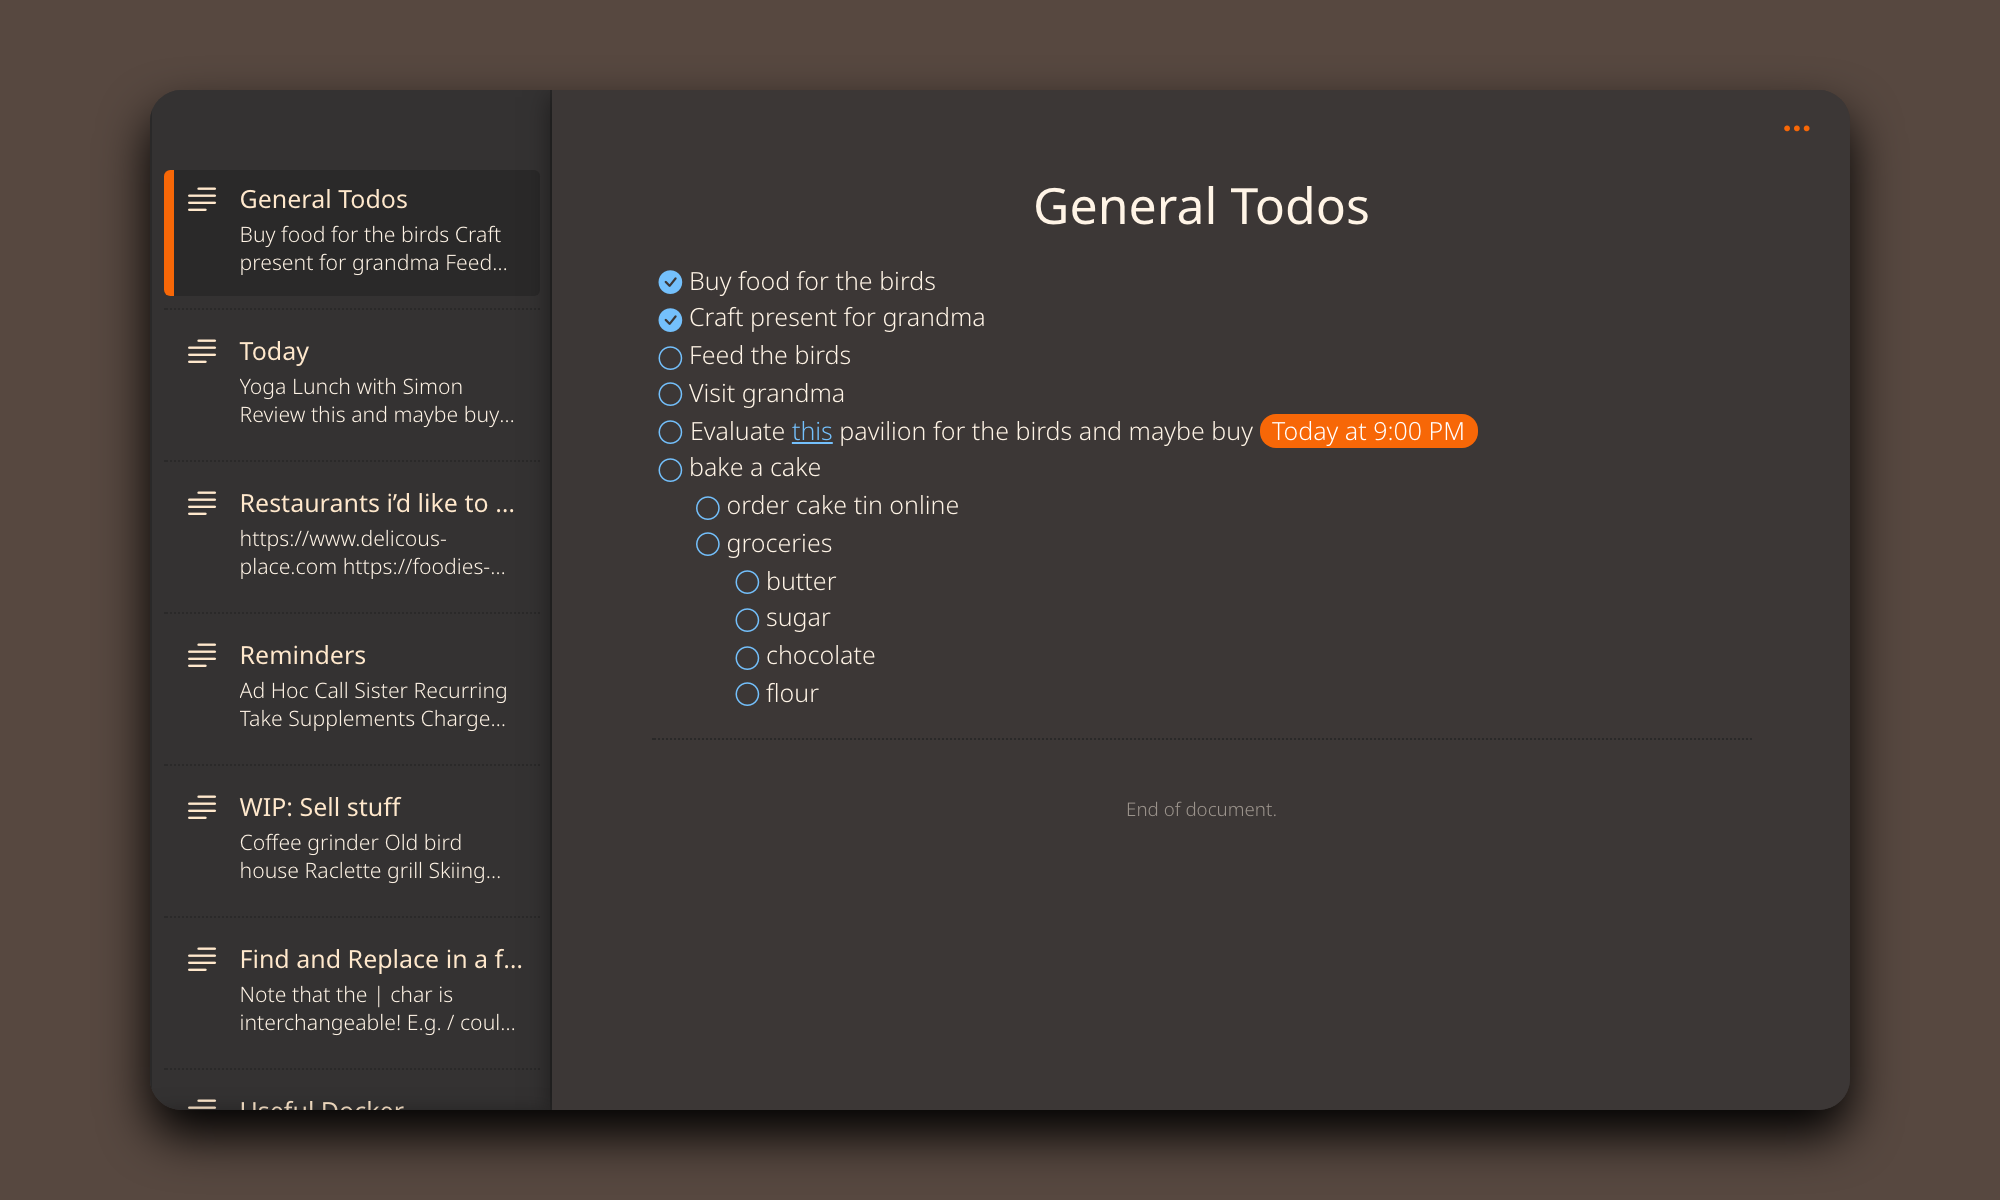 General Todos
Buy food for the birds Craft
present for grandma Feed...
Today
Yoga Lunch with Simon
Review this and maybe buy...
Restaurants i’d like to ...
https://www.delicous-
place.com https://foodies-...
Reminders
Ad Hoc Call Sister Recurring
Take Supplements Charge...
WIP: Sell stuff
Coffee grinder Old bird
house Raclette grill Skiing...
Find and Replace in a f...
Note that the | char is
interchangeable! E.g. / coul...
Useful Docker
General Todos
Buy food for the birds
Craft present for grandma
Feed the birds
Visit grandma
Evaluate this pavilion for the birds and maybe buy Today at 9:00 PM
bake a cake
order cake tin online
groceries
butter
sugar
chocolate
flour
End of document.